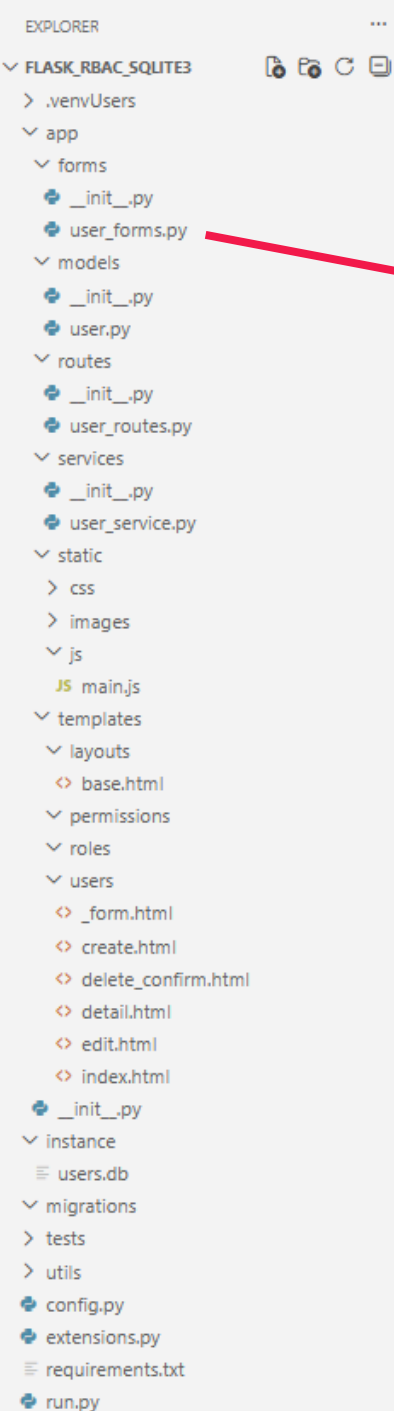 EXPLORER ...
FLASK_RBAC_SQLITE3
.venvUsers
app
forms
__init__.py
user_forms.py
models
__init__.py
user.py
routes
__init__.py
user_routes.py
services
__init__.py
user_service.py
static
css
images
js
JS main.js
templates
layouts
<> base.html
permissions
roles
users
<> _form.html
<> create.html
<> delete_confirm.html
<> detail.html
<> edit.html
<> index.html
__init__.py
instance
users.db
migrations
tests
utils
config.py
extensions.py
requirements.txt
run.py